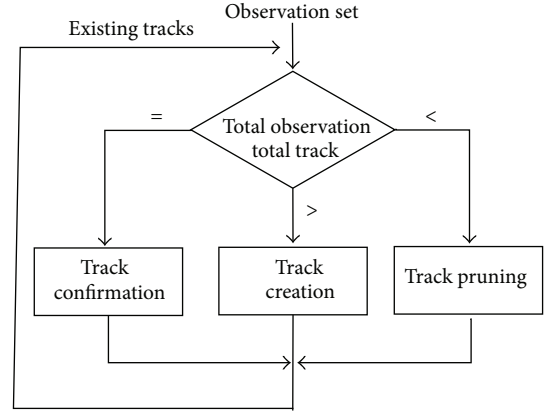 Observation set
Existing tracks
=
Total observation
total track
<
>
Track
confirmation
Track
creation
Track pruning